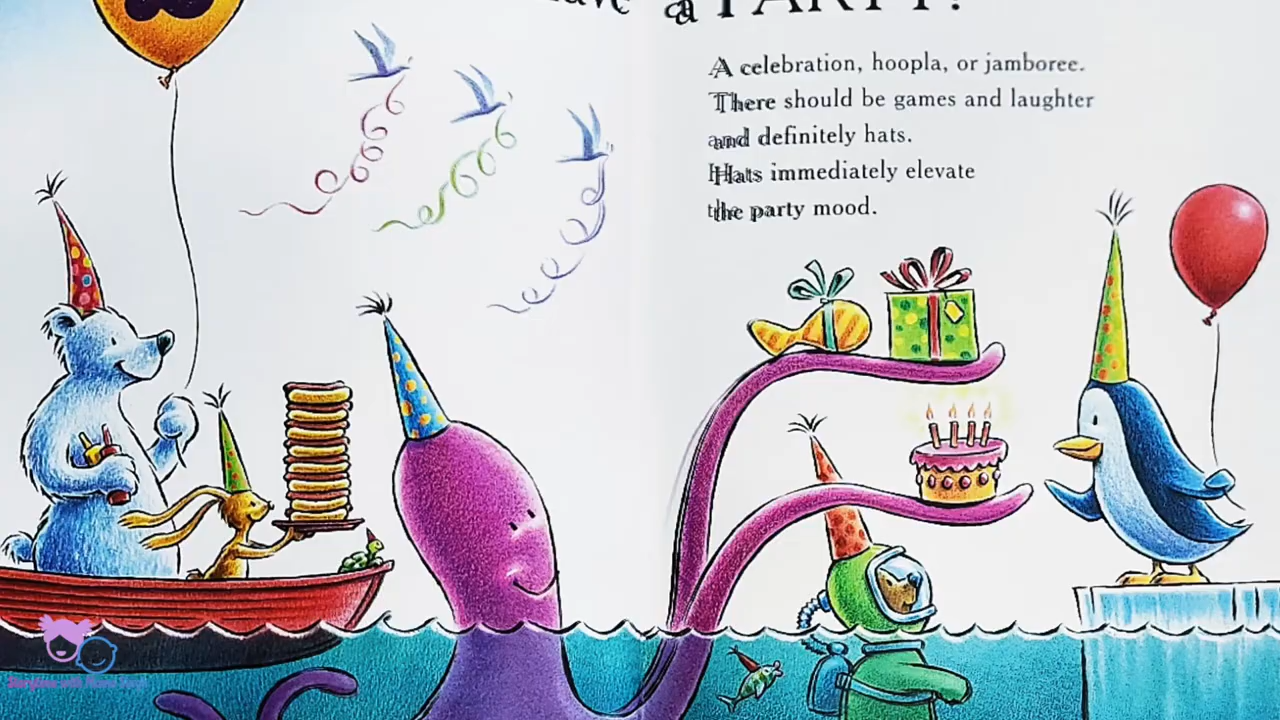 a PARTY!
A celebration, hoopla, or jamboree.
There should be games and laughter
and definitely hats.
Hats immediately elevate
the party mood.